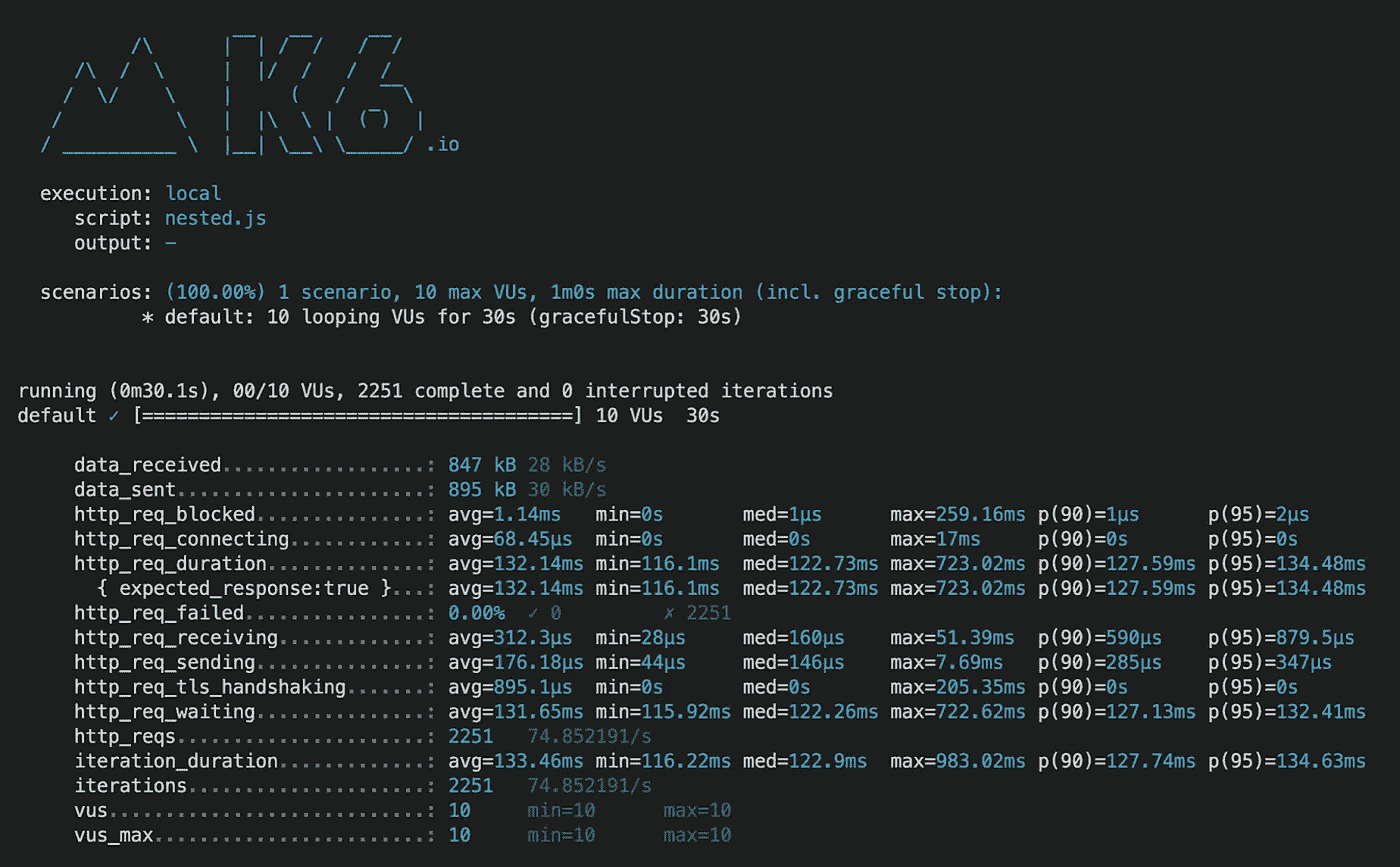 .io
execution: local
script: nested.js
output: –
scenarios: (100.00%) 1 scenario, 10 max VUs, 1m0s max duration (incl. graceful stop):
* default: 10 looping VUs for 30s (gracefulStop: 30s)
running (0m30.1s), 00/10 VUs, 2251 complete and 0 interrupted iterations
default ✓ [======================================] 10 VUs  30s
data_received..................: 847 kB 28 kB/s
data_sent......................: 895 kB 30 kB/s
http_req_blocked...............: avg=1.14ms   min=0s       med=1µs      max=259.16ms p(90)=1µs      p(95)=2µs
http_req_connecting............: avg=68.45µs  min=0s       med=0s       max=17ms     p(90)=0s       p(95)=0s
http_req_duration..............: avg=132.14ms min=116.1ms  med=122.73ms max=723.02ms p(90)=127.59ms p(95)=134.48ms
{ expected_response:true }...: avg=132.14ms min=116.1ms  med=122.73ms max=723.02ms p(90)=127.59ms p(95)=134.48ms
http_req_failed................: 0.00%  ✓ 0         ✗ 2251
http_req_receiving.............: avg=312.3µs  min=28µs     med=160µs    max=51.39ms  p(90)=590µs    p(95)=879.5µs
http_req_sending...............: avg=176.18µs min=44µs     med=146µs    max=7.69ms   p(90)=285µs    p(95)=347µs
http_req_tls_handshaking.......: avg=895.1µs  min=0s       med=0s       max=205.35ms p(90)=0s       p(95)=0s
http_req_waiting...............: avg=131.65ms min=115.92ms med=122.26ms max=722.62ms p(90)=127.13ms p(95)=132.41ms
http_reqs......................: 2251   74.852191/s
iteration_duration.............: avg=133.46ms min=116.22ms med=122.9ms  max=983.02ms p(90)=127.74ms p(95)=134.63ms
iterations.....................: 2251   74.852191/s
vus............................: 10     min=10      max=10
vus_max........................: 10     min=10      max=10